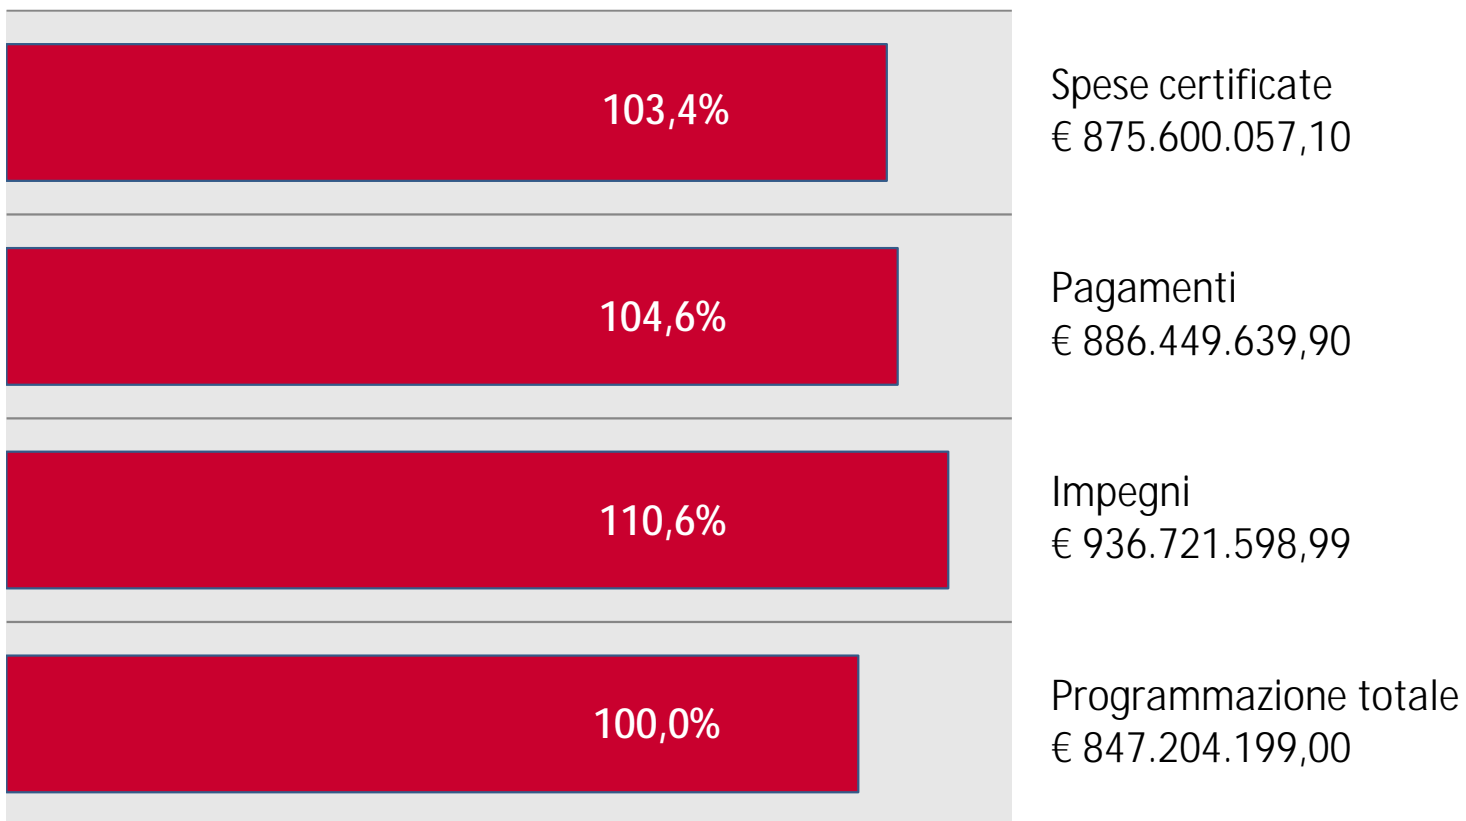 103,4%
Spese certificate
€ 875.600.057,10
104,6%
Pagamenti
€ 886.449.639,90
110,6%
Impegni
€ 936.721.598,99
100,0%
Programmazione totale
€ 847.204.199,00